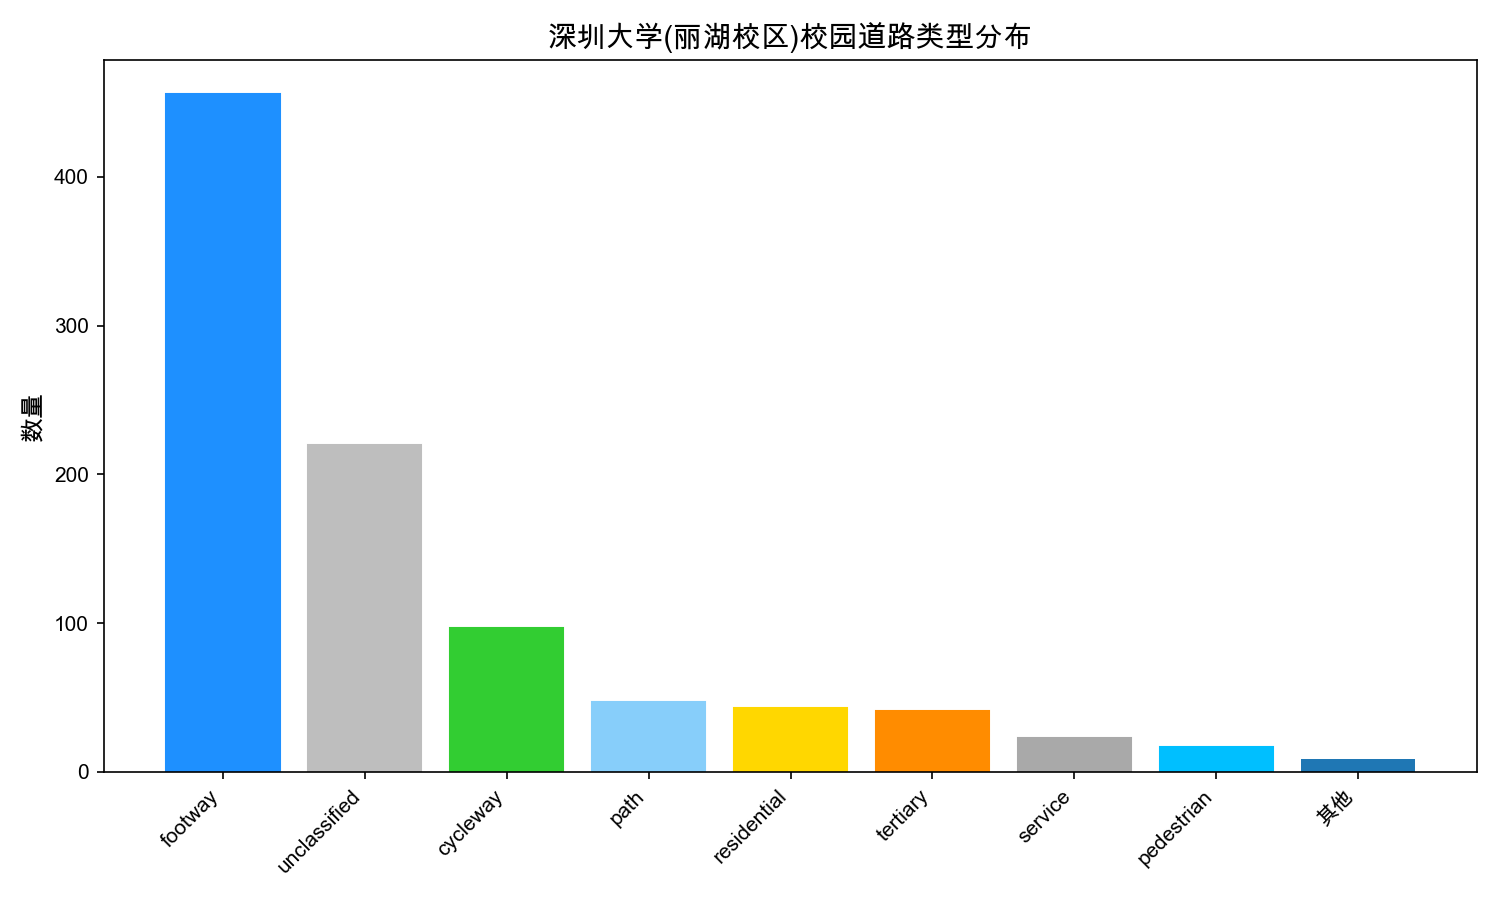 深圳大学(丽湖校区)校园道路类型分布
数量
400
300
200
100
0
footway
unclassified
cycleway
path
residential
tertiary
service
pedestrian
其他